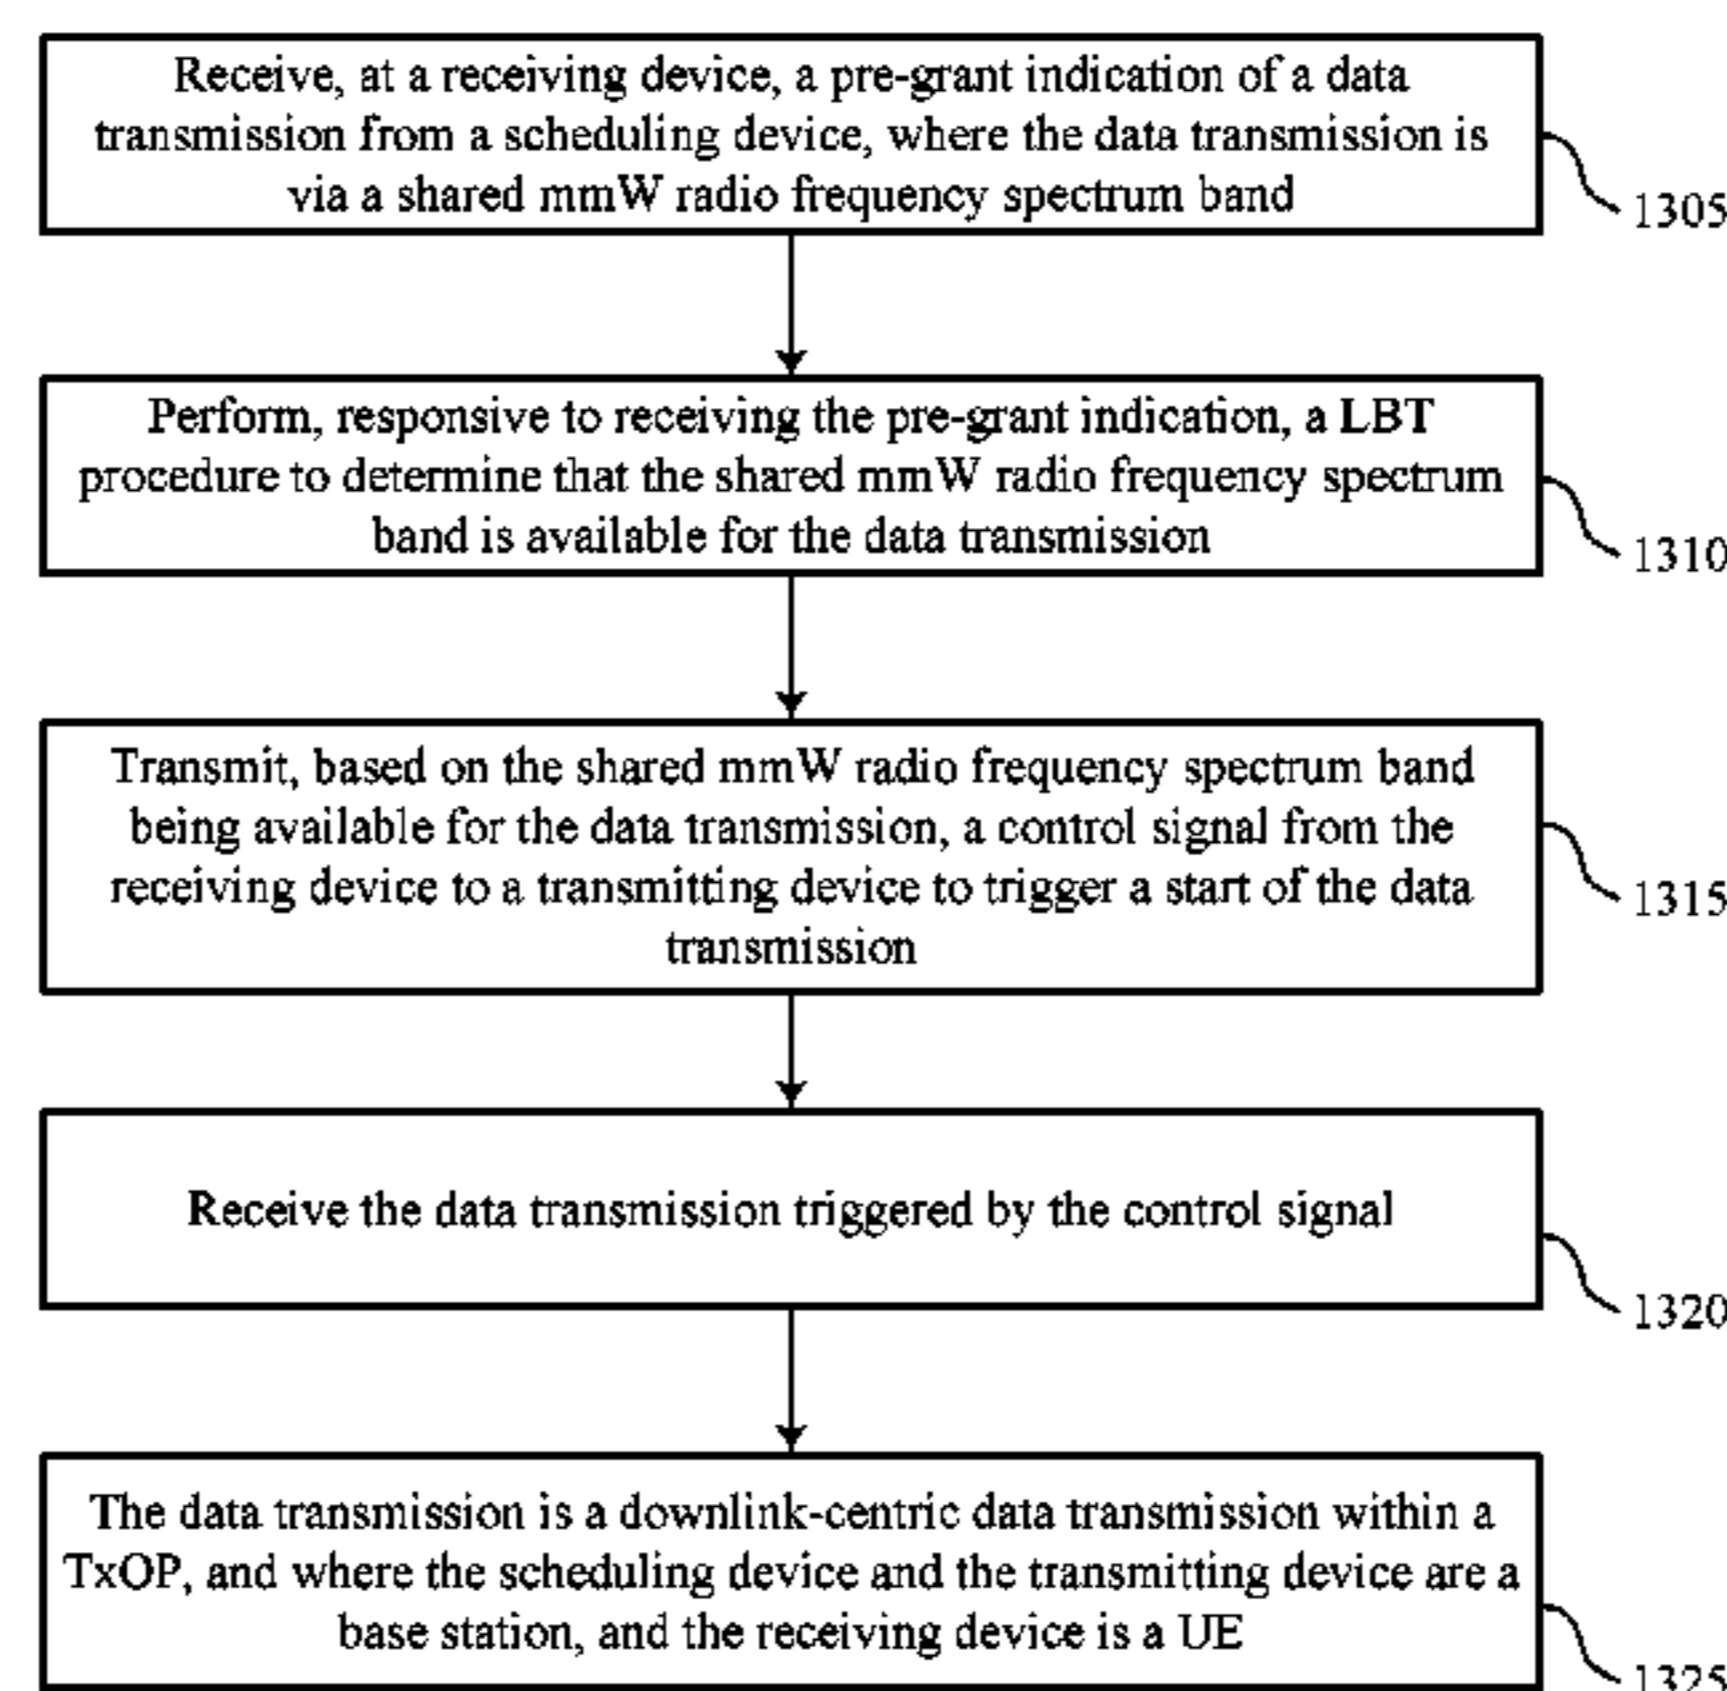 Receive, at a receiving device, a pre-grant indication of a data
transmission from a scheduling device, where the data transmission is
via a shared mmW radio frequency spectrum band
1305
Perform, responsive to receiving the pre-grant indication, a LBT
procedure to determine that the shared mmW radio frequency spectrum
band is available for the data transmission
1310
Transmit, based on the shared mmW radio frequency spectrum band
being available for the data transmission, a control signal from the
receiving device to a transmitting device to trigger a start of the data
transmission
1315
Receive the data transmission triggered by the control signal
1320
The data transmission is a downlink-centric data transmission within a
TxOP, and where the scheduling device and the transmitting device are a
base station, and the receiving device is a UE
1325